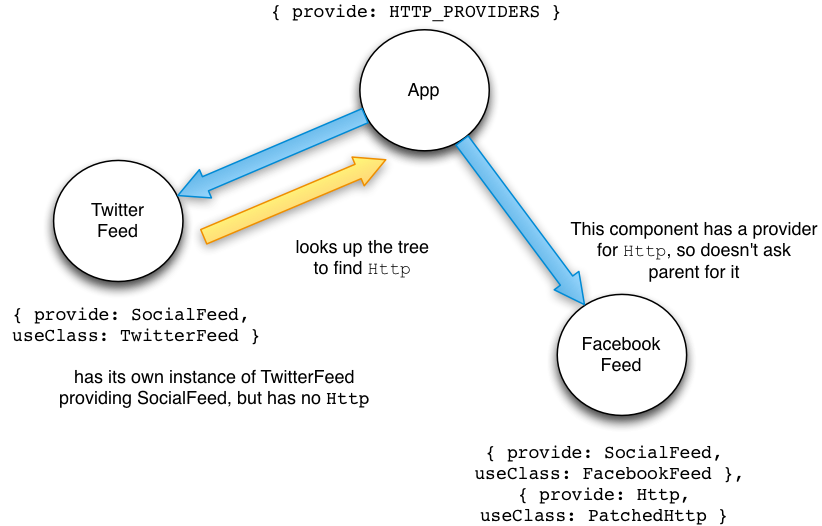 { provide: HTTP_PROVIDERS }
App
Twitter
Feed
looks up the tree
to find Http
This component has a provider
for Http, so doesn't ask
parent for it
{ provide: SocialFeed,
useClass: TwitterFeed }
has its own instance of TwitterFeed
providing SocialFeed, but has no Http
Facebook
Feed
{ provide: SocialFeed,
useClass: FacebookFeed },
{ provide: Http,
useClass: PatchedHttp }